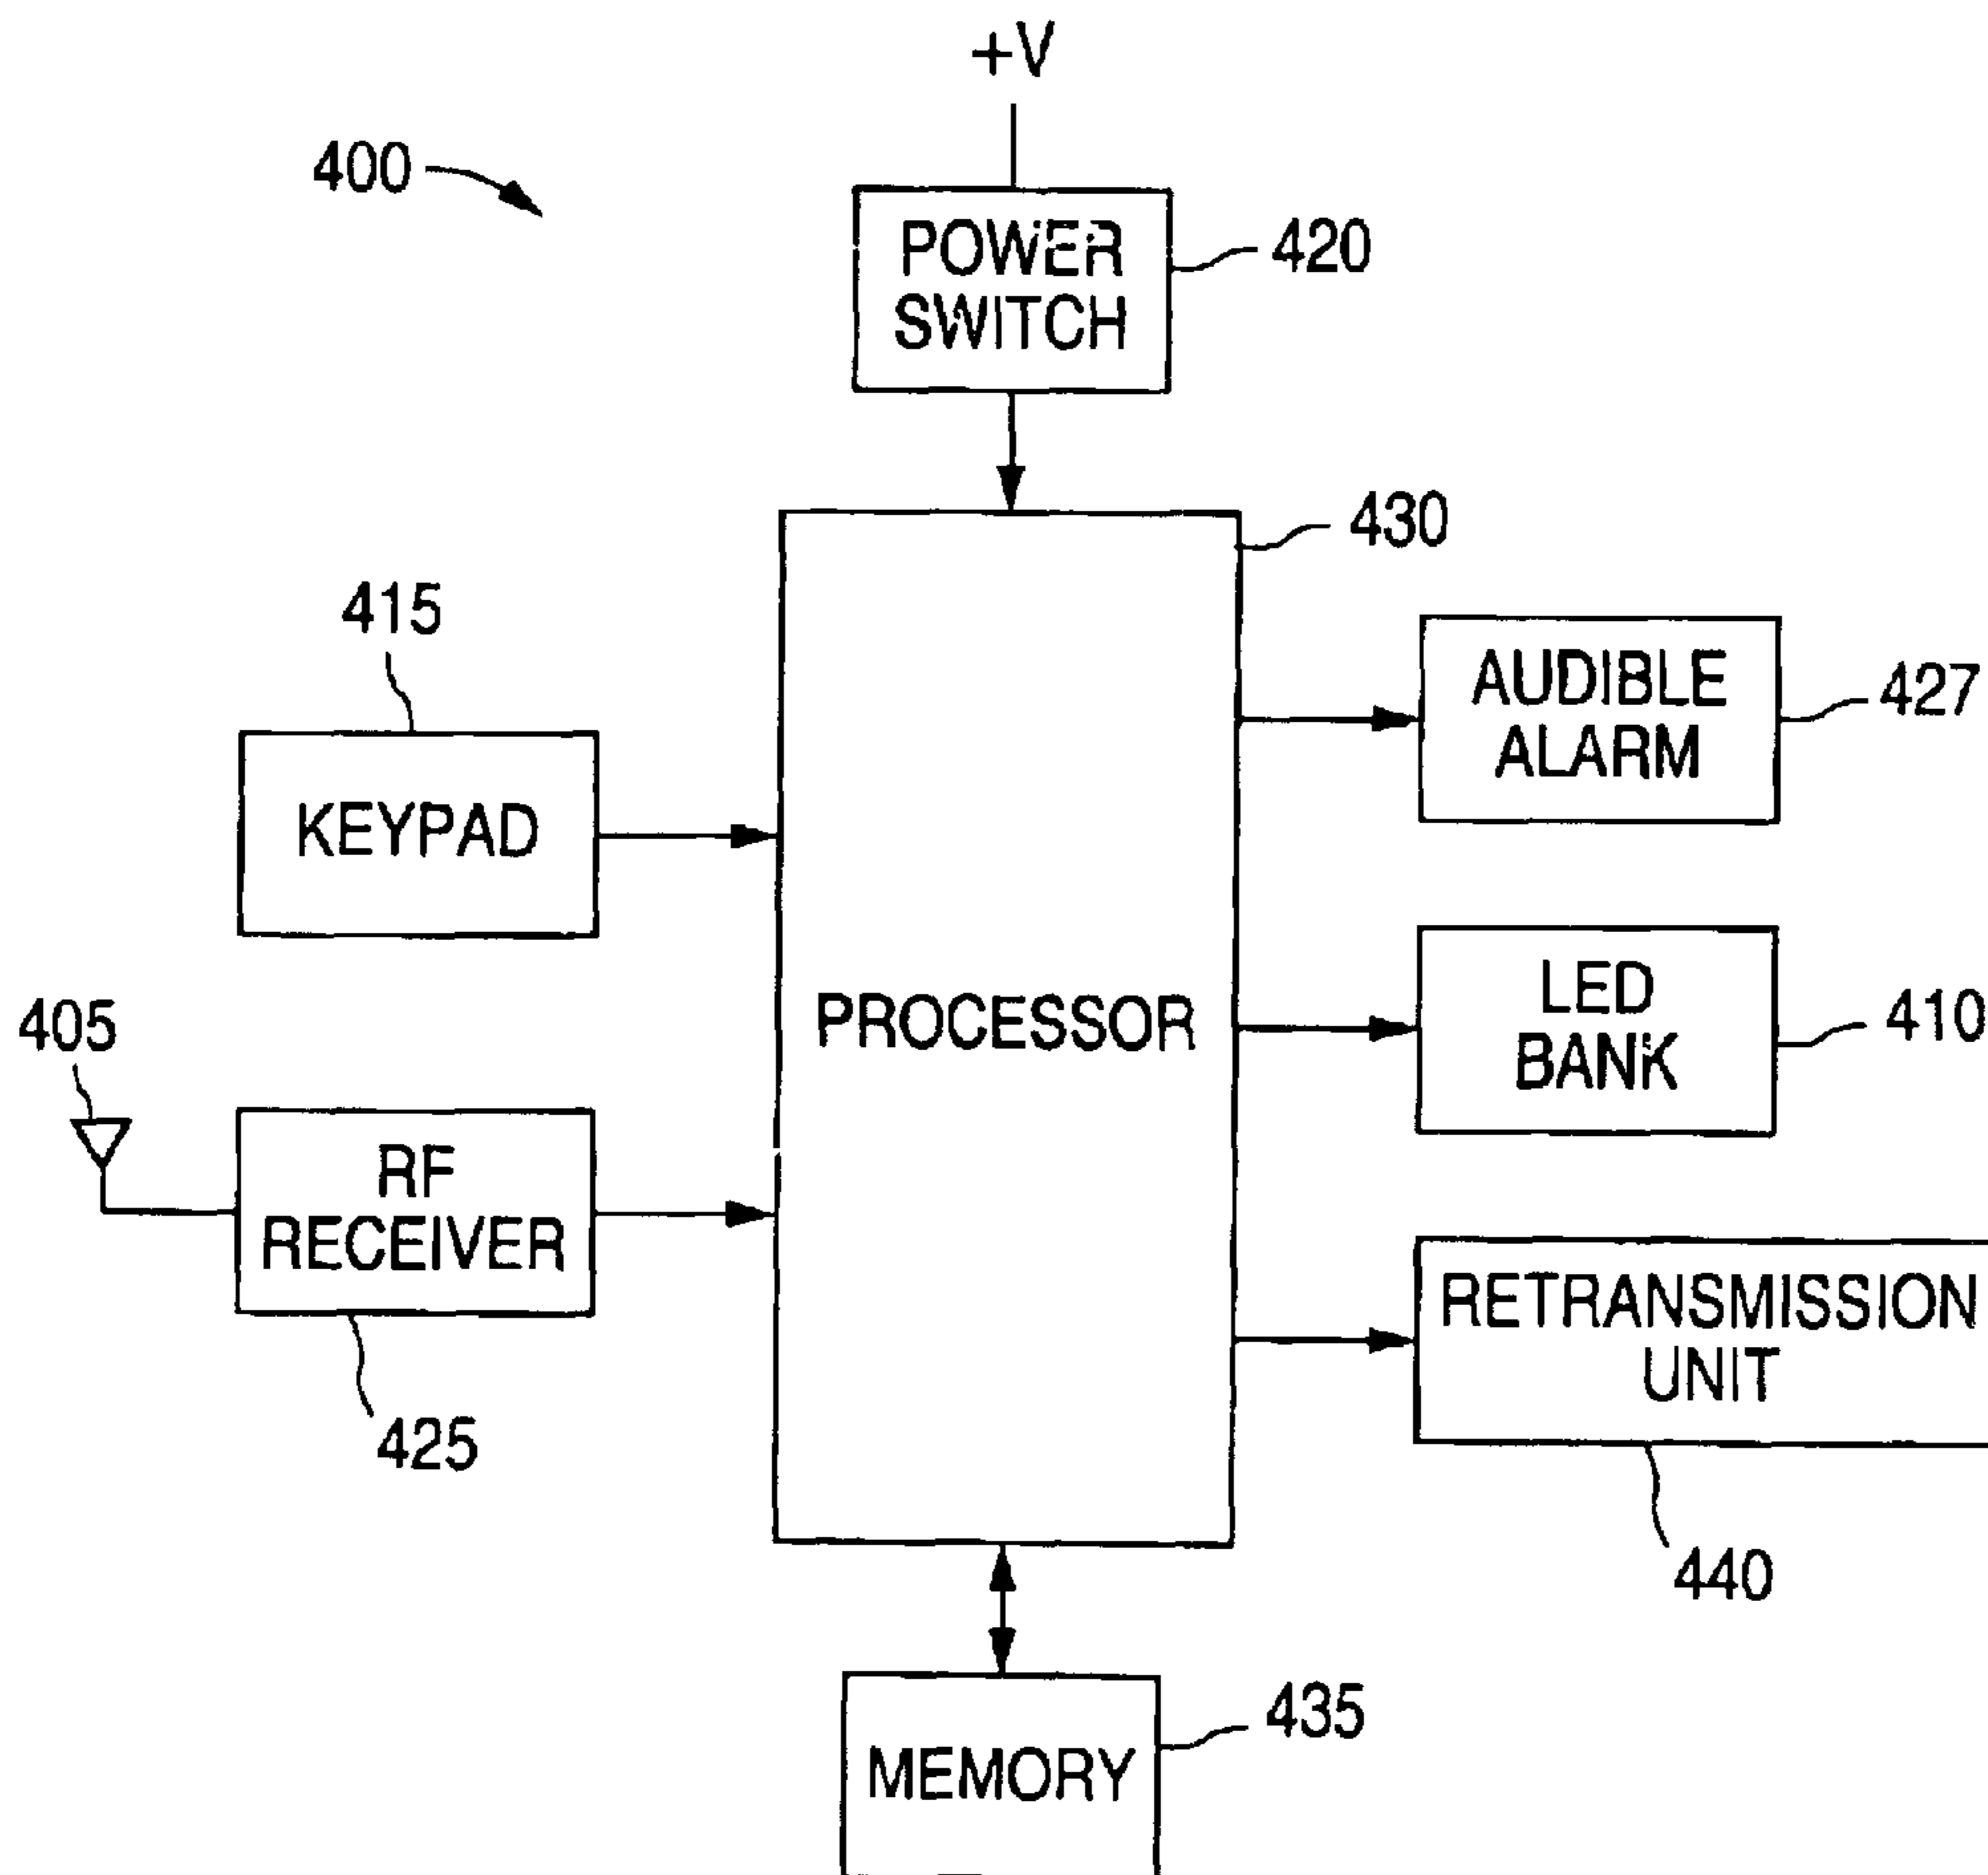 +V
400
POWER
SWITCH
420
430
415
AUDIBLE
ALARM
427
KEYPAD
LED
BANK
410
PROCESSOR
405
RF
RECEIVER
425
RETRANSMISSION
UNIT
440
MEMORY
435